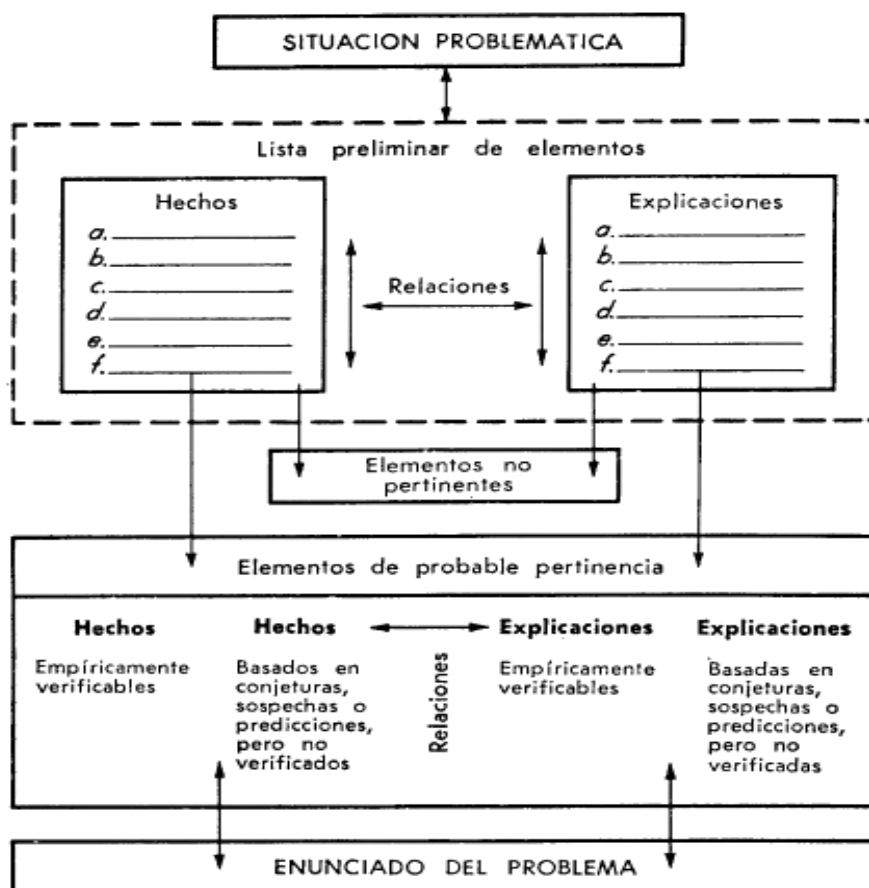 SITUACION PROBLEMATICA
Lista preliminar de elementos
Hechos
a.
b.
c.
d.
e.
f.
Relaciones
Explicaciones
a.
b.
c.
d.
e.
f.
Elementos no
pertinentes
Elementos de probable pertinencia
Hechos
Empíricamente
verificables
Hechos
Basados en
conjeturas,
sospechas o
predicciones,
pero no
verificados
Relaciones
Explicaciones
Empíricamente
verificables
Explicaciones
Basadas en
conjeturas,
sospechas o
predicciones,
pero no
verificadas
ENUNCIADO DEL PROBLEMA